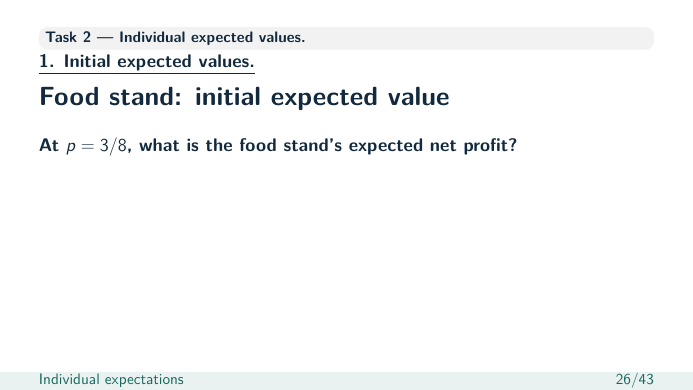 Task 2 — Individual expected values.
1. Initial expected values.
Food stand: initial expected value
At p = 3/8, what is the food stand's expected net profit?
Individual expectations 26/43